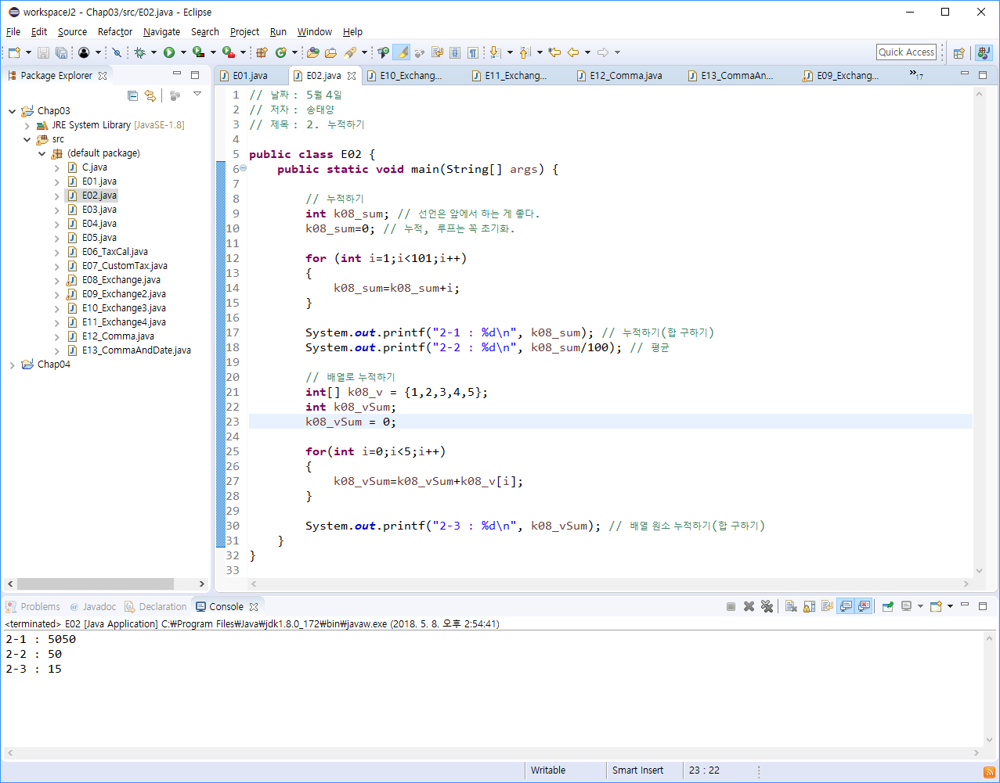 workspaceJ2 - Chap03/src/E02.java - Eclipse
File Edit Source Refactor Navigate Search Project Run Window Help
Quick Access
Package Explorer
Chap03
JRE System Library [JavaSE-1.8]
src
(default package)
C.java
E01.java
E02.java
E03.java
E04.java
E05.java
E06_TaxCal.java
E07_CustomTax.java
E08_Exchange.java
E09_Exchange2.java
E10_Exchange3.java
E11_Exchange4.java
E12_Comma.java
E13_CommaAndDate.java
Chap04
E01.java E02.java E10_Exchang... E11_Exchang... E12_Comma.java E13_CommaAn... E09_Exchang... »17
1 // 날짜 : 5월 4일
2 // 저자 : 송태양
3 // 제목 : 2. 누적하기
4
5 public class E02 {
6 public static void main(String[] args) {
7
8 // 누적하기
9 int k08_sum; // 선언은 앞에서 하는 게 좋다.
10 k08_sum=0; // 누적, 루프는 꼭 초기화.
11
12 for (int i=1;i<101;i++)
13 {
14 k08_sum=k08_sum+i;
15 }
16
17 System.out.printf("2-1 : %d\n", k08_sum); // 누적하기(합 구하기)
18 System.out.printf("2-2 : %d\n", k08_sum/100); // 평균
19
20 // 배열로 누적하기
21 int[] k08_v = {1,2,3,4,5};
22 int k08_vSum;
23 k08_vSum = 0;
24
25 for(int i=0;i<5;i++)
26 {
27 k08_vSum=k08_vSum+k08_v[i];
28 }
29
30 System.out.printf("2-3 : %d\n", k08_vSum); // 배열 원소 누적하기(합 구하기)
31 }
32 }
33
Problems @ Javadoc Declaration Console
<terminated> E02 [Java Application] C:₩Program Files₩Java₩jdk1.8.0_172₩bin₩javaw.exe (2018. 5. 8. 오후 2:54:41)
2-1 : 5050
2-2 : 50
2-3 : 15
Writable Smart Insert 23 : 22